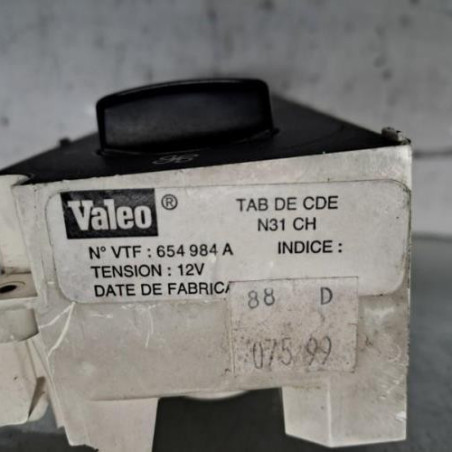 Valeo ®
TAB DE CDE
N31 CH
N° VTF : 654 984 A
INDICE :
TENSION : 12V
DATE DE FABRICA
88 D
075 99